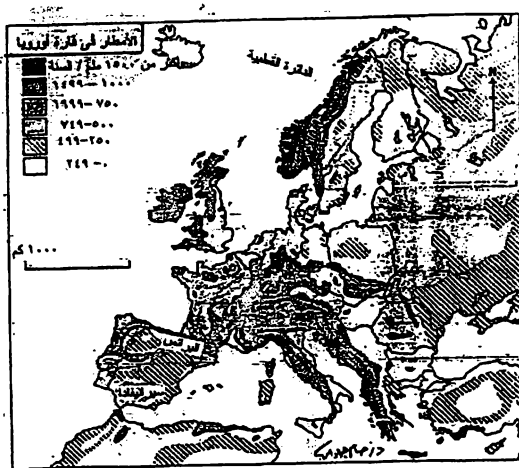 الأمطار في قارة أوروبا
أكثر من ١٥٠٠ ملم / السنة
١٠٠٠-١٤٩٩
٧٥٠-٩٩٩
٥٠٠-٧٤٩
٢٥٠-٤٩٩
٠-٢٤٩
الدائرة القطبية
N
١٠٠٠ كم